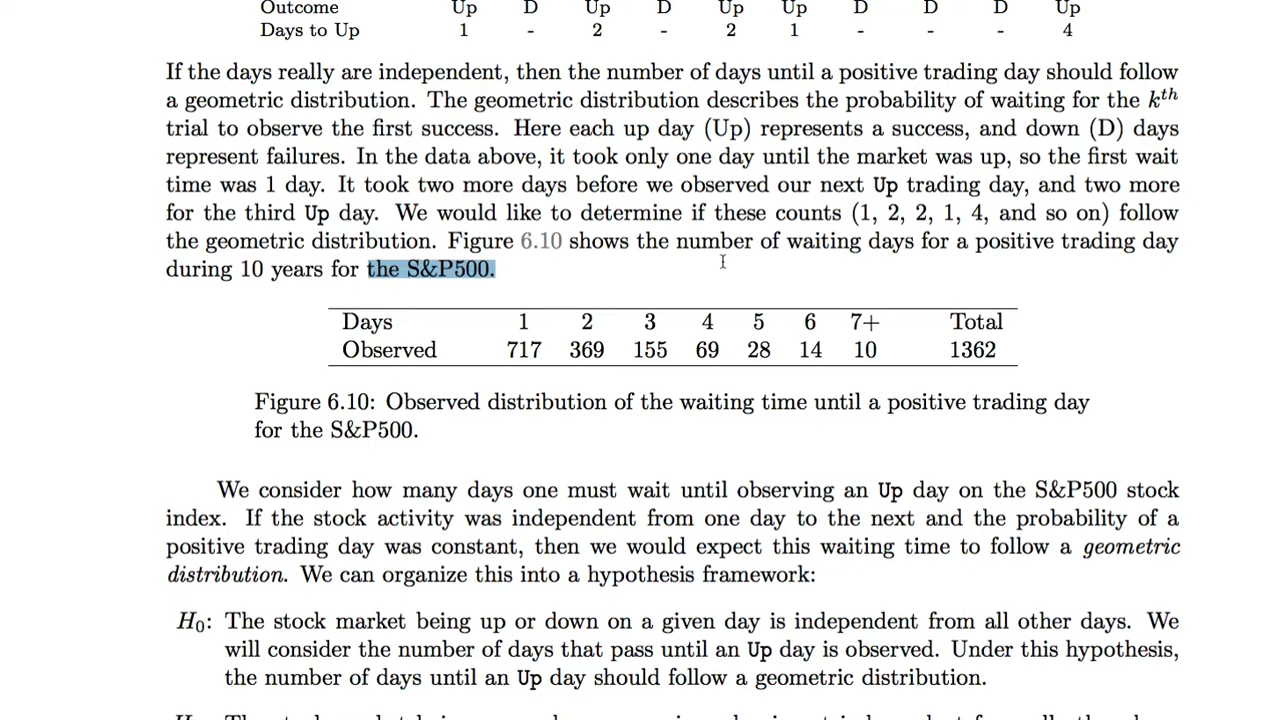 Outcome Up D Up D Up Up D D D Up
Days to Up 1 - 2 - 2 1 - - - 4
If the days really are independent, then the number of days until a positive trading day should follow
a geometric distribution. The geometric distribution describes the probability of waiting for the kth
trial to observe the first success. Here each up day (Up) represents a success, and down (D) days
represent failures. In the data above, it took only one day until the market was up, so the first wait
time was 1 day. It took two more days before we observed our next Up trading day, and two more
for the third Up day. We would like to determine if these counts (1, 2, 2, 1, 4, and so on) follow
the geometric distribution. Figure 6.10 shows the number of waiting days for a positive trading day
during 10 years for the S&P500.
Days 1 2 3 4 5 6 7+ Total
Observed 717 369 155 69 28 14 10 1362
Figure 6.10: Observed distribution of the waiting time until a positive trading day
for the S&P500.
We consider how many days one must wait until observing an Up day on the S&P500 stock
index. If the stock activity was independent from one day to the next and the probability of a
positive trading day was constant, then we would expect this waiting time to follow a geometric
distribution. We can organize this into a hypothesis framework:
H0: The stock market being up or down on a given day is independent from all other days. We
will consider the number of days that pass until an Up day is observed. Under this hypothesis,
the number of days until an Up day should follow a geometric distribution.